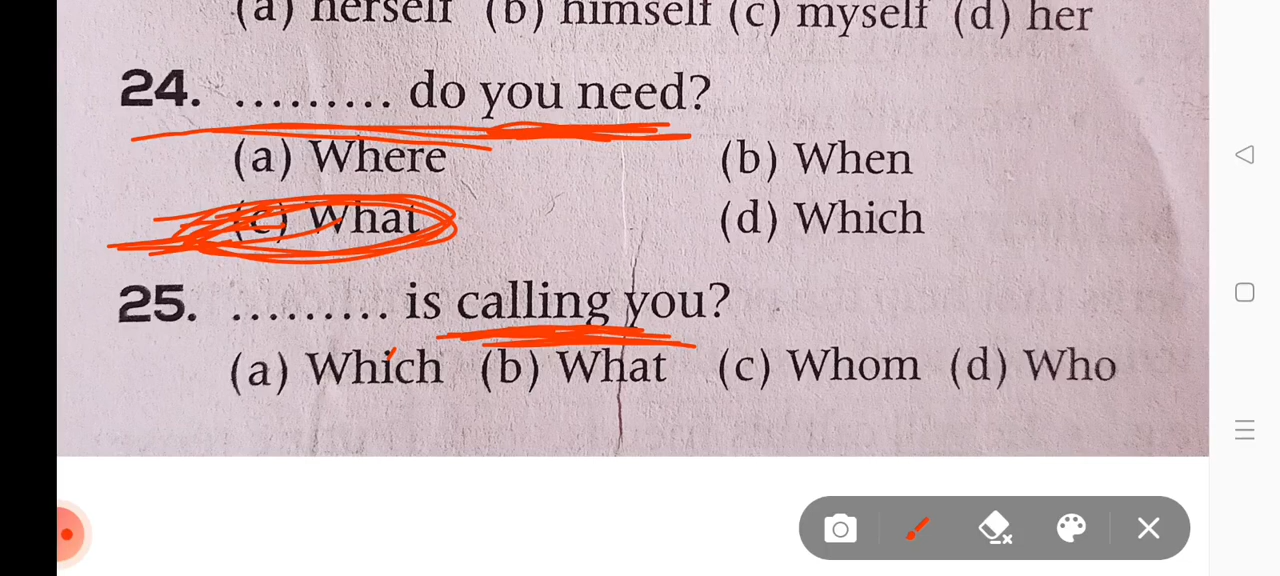 (a) herself (b) himself (c) myself (d) her
24. ......... do you need?
(a) Where (b) When
(c) What (d) Which
25. ......... is calling you?
(a) Which (b) What (c) Whom (d) Who